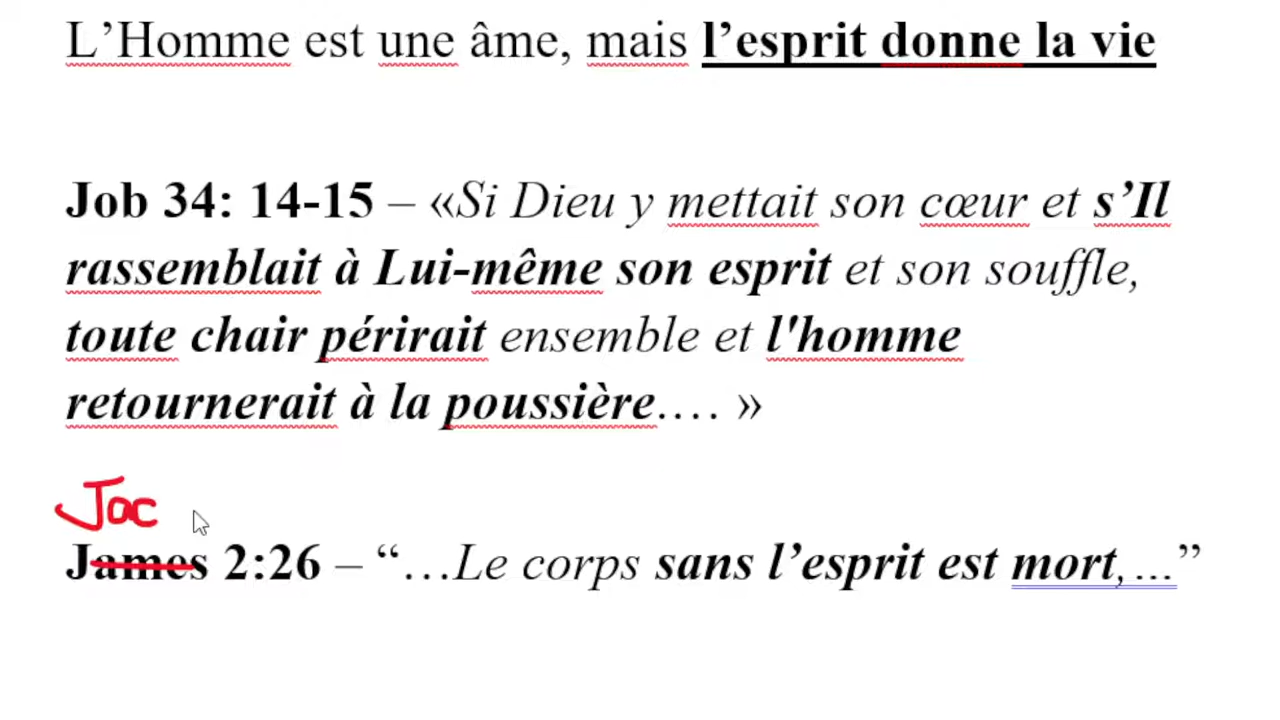 L’Homme est une âme, mais l’esprit donne la vie
Job 34: 14-15 – «Si Dieu y mettait son cœur et s’Il
rassemblait à Lui-même son esprit et son souffle,
toute chair périrait ensemble et l'homme
retournerait à la poussière.… »
Jac
James 2:26 – “…Le corps sans l’esprit est mort,…”